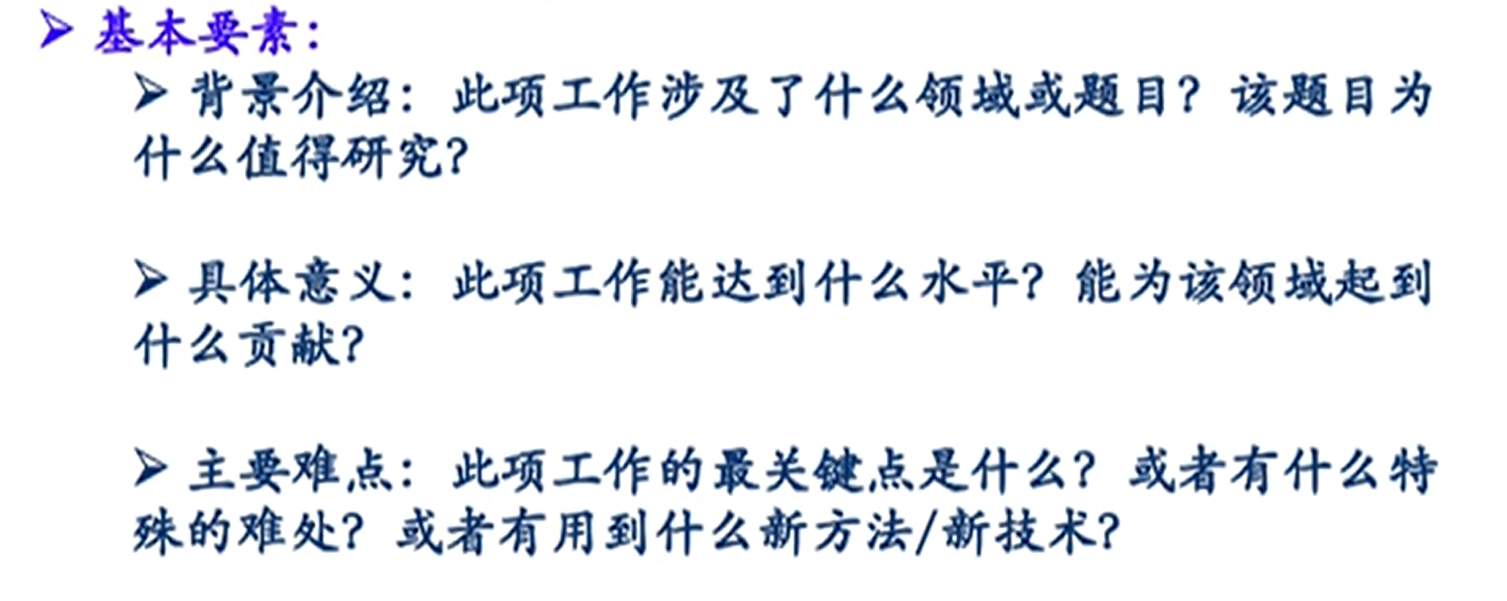 ➢ 基本要素：
➢ 背景介绍：此项工作涉及了什么领域或题目？该题目为
什么值得研究？
➢ 具体意义：此项工作能达到什么水平？能为该领域起到
什么贡献？
➢ 主要难点：此项工作的最关键点是什么？或者有什么特
殊的难处？或者有用到什么新方法/新技术？